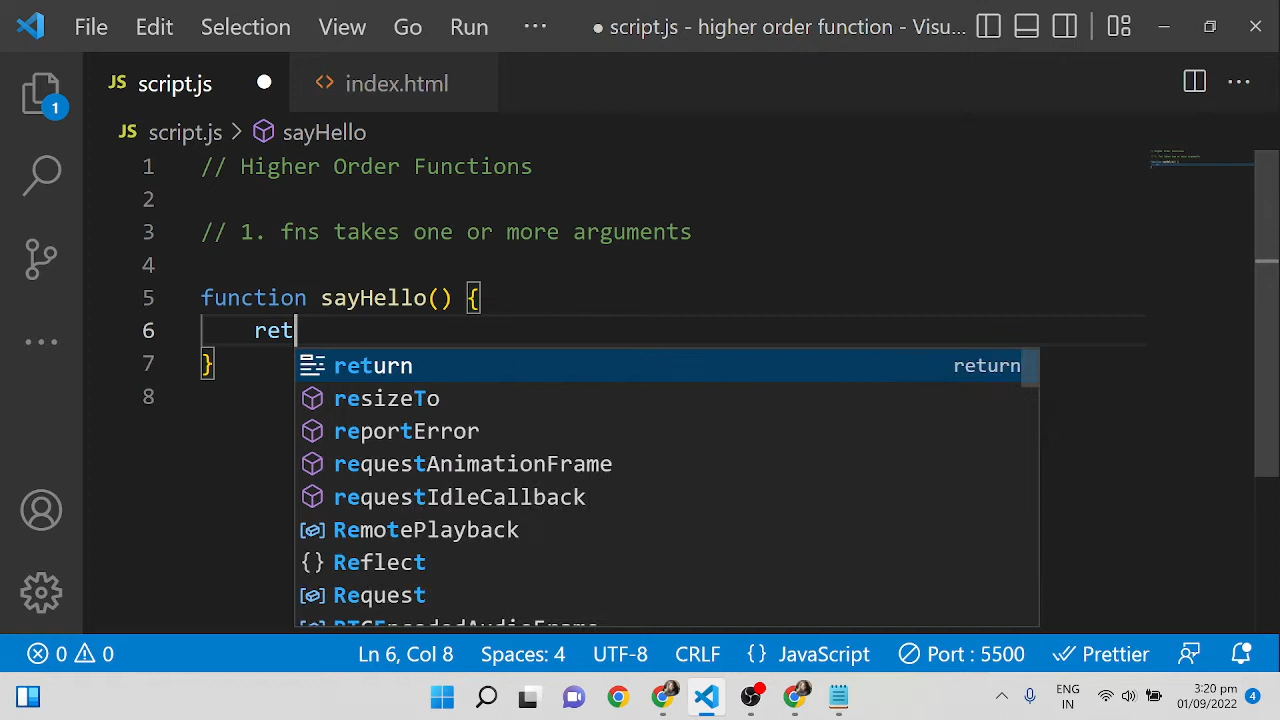 File Edit Selection View Go Run ··· ● script.js - higher order function - Visu...
JS script.js ● <> index.html ···
JS script.js > sayHello
1 // Higher Order Functions
2
3 // 1. fns takes one or more arguments
4
5 function sayHello() {
6 ret
7 }
8
return return
resizeTo
reportError
requestAnimationFrame
requestIdleCallback
RemotePlayback
{} Reflect
Request
1
0 0 Ln 6, Col 8 Spaces: 4 UTF-8 CRLF {} JavaScript Port : 5500 Prettier
ENG
IN
3:20 pm
01/09/2022
4